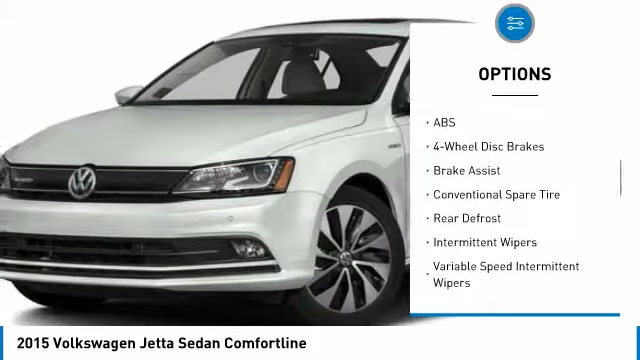 OPTIONS
ABS
4-Wheel Disc Brakes
Brake Assist
Conventional Spare Tire
Rear Defrost
Intermittent Wipers
Variable Speed Intermittent
Wipers
2015 Volkswagen Jetta Sedan Comfortline